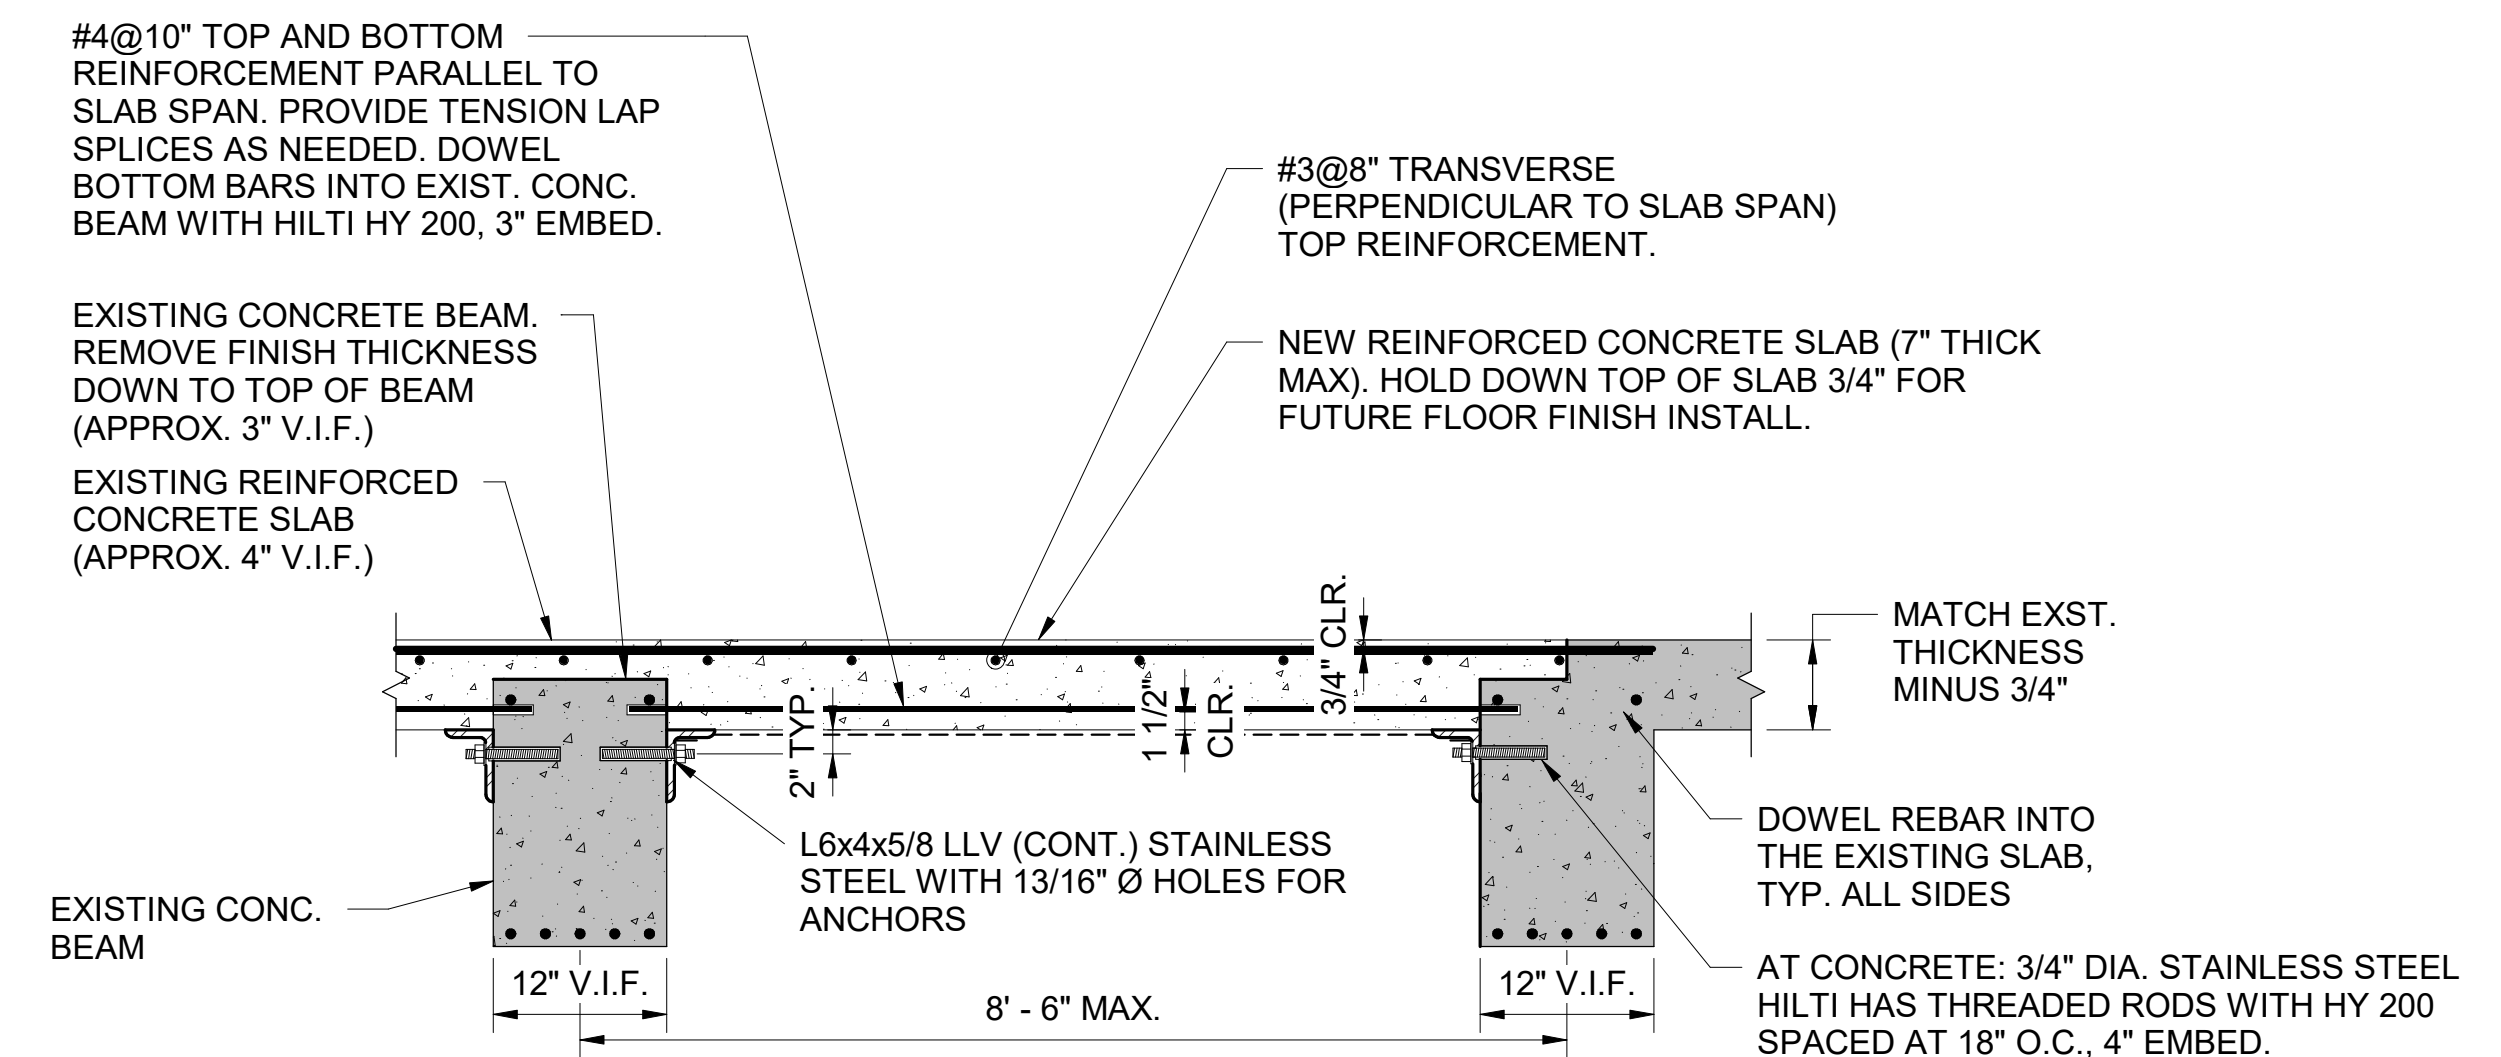 #4@10" TOP AND BOTTOM
REINFORCEMENT PARALLEL TO
SLAB SPAN. PROVIDE TENSION LAP
SPLICES AS NEEDED. DOWEL
BOTTOM BARS INTO EXIST. CONC.
BEAM WITH HILTI HY 200, 3" EMBED.
EXISTING CONCRETE BEAM.
REMOVE FINISH THICKNESS
DOWN TO TOP OF BEAM
(APPROX. 3" V.I.F.)
EXISTING REINFORCED
CONCRETE SLAB
(APPROX. 4" V.I.F.)
#3@8" TRANSVERSE
(PERPENDICULAR TO SLAB SPAN)
TOP REINFORCEMENT.
NEW REINFORCED CONCRETE SLAB (7" THICK
MAX). HOLD DOWN TOP OF SLAB 3/4" FOR
FUTURE FLOOR FINISH INSTALL.
2" TYP.
1 1/2"
CLR.
3/4" CLR.
MATCH EXST.
THICKNESS
MINUS 3/4"
L6x4x5/8 LLV (CONT.) STAINLESS
STEEL WITH 13/16" Ø HOLES FOR
ANCHORS
DOWEL REBAR INTO
THE EXISTING SLAB,
TYP. ALL SIDES
EXISTING CONC.
BEAM
12" V.I.F.
8' - 6" MAX.
12" V.I.F.
AT CONCRETE: 3/4" DIA. STAINLESS STEEL
HILTI HAS THREADED RODS WITH HY 200
SPACED AT 18" O.C., 4" EMBED.